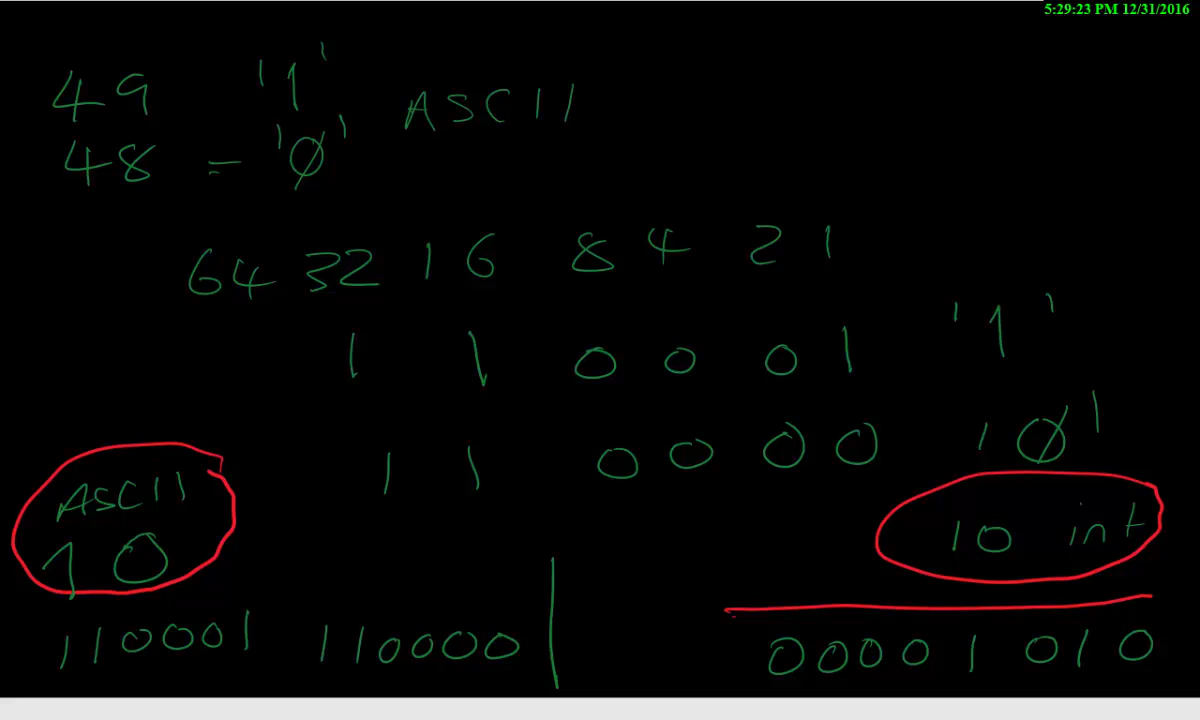 5:29:23 PM 12/31/2016
49 '1'
48 = '0' ASCII
64 32 16 8 4 2 1
1 1 0 0 0 1 '1'
1 1 0 0 0 0 '0'
ASCII
10
10 int
110001 110000
00001010